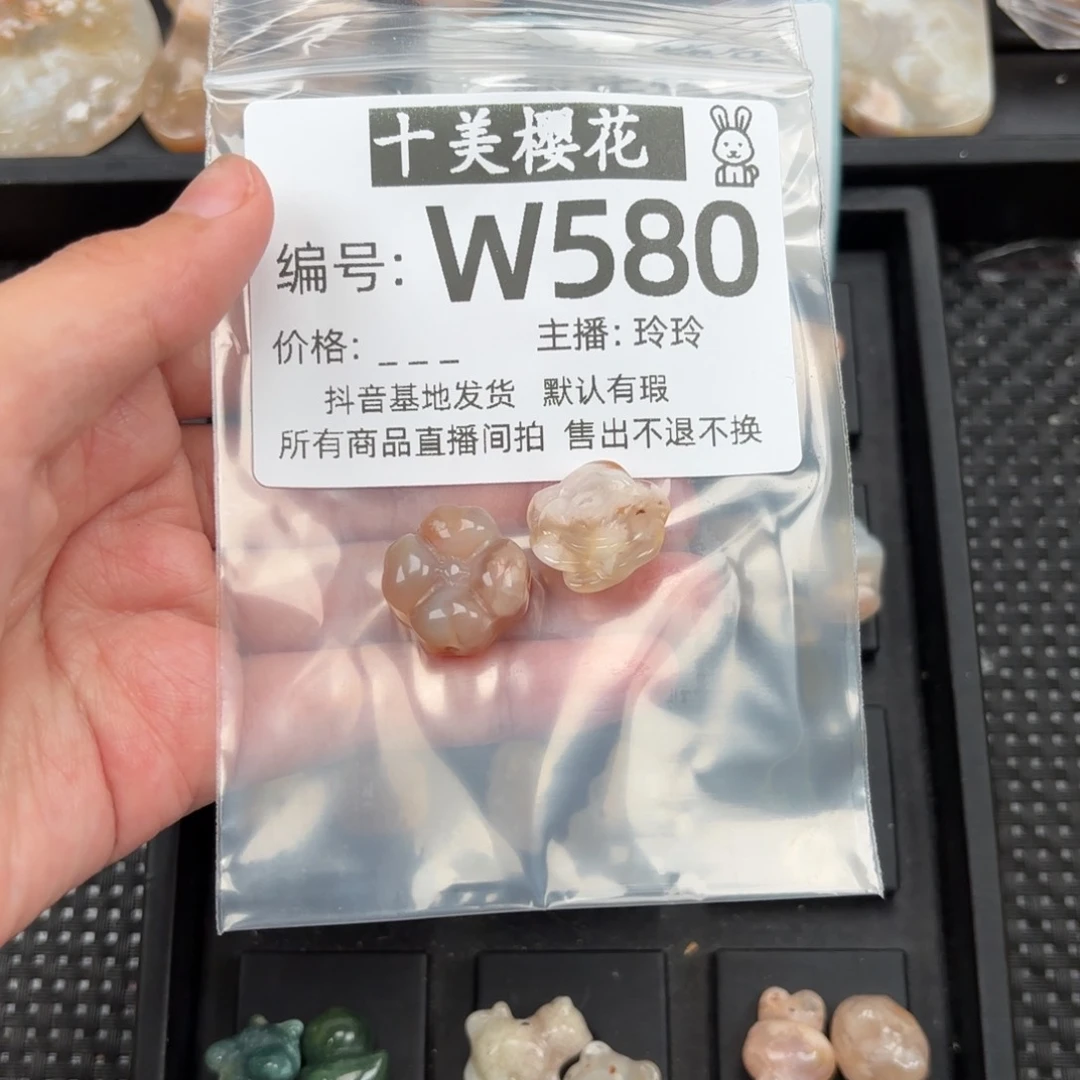 十美樱花
编号: W580
价格: _ _ _ 主播: 玲玲
抖音基地发货 默认有瑕
所有商品直播间拍 售出不退不换